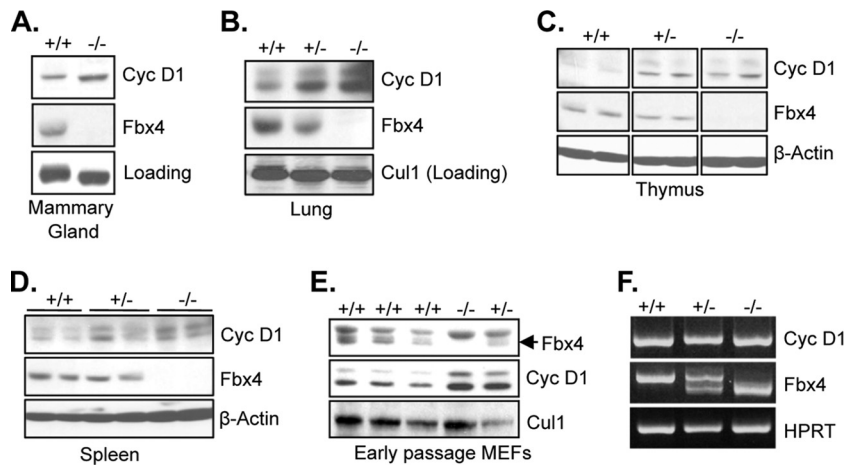 A.
+/+ -/-
Cyc D1
Fbx4
Loading
Mammary
Gland
B.
+/+ +/- -/-
Cyc D1
Fbx4
Cul1 (Loading)
Lung
C.
+/+ +/- -/-
Cyc D1
Fbx4
β-Actin
Thymus
D.
+/+ +/- -/-
Cyc D1
Fbx4
β-Actin
Spleen
E.
+/+ +/+ +/+ -/- +/-
Fbx4
Cyc D1
Cul1
Early passage MEFs
F.
+/+ +/- -/-
Cyc D1
Fbx4
HPRT